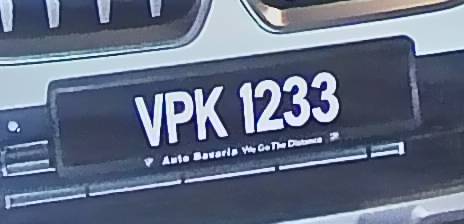 VPK 1233
Auto Bavaria We Go The Distance